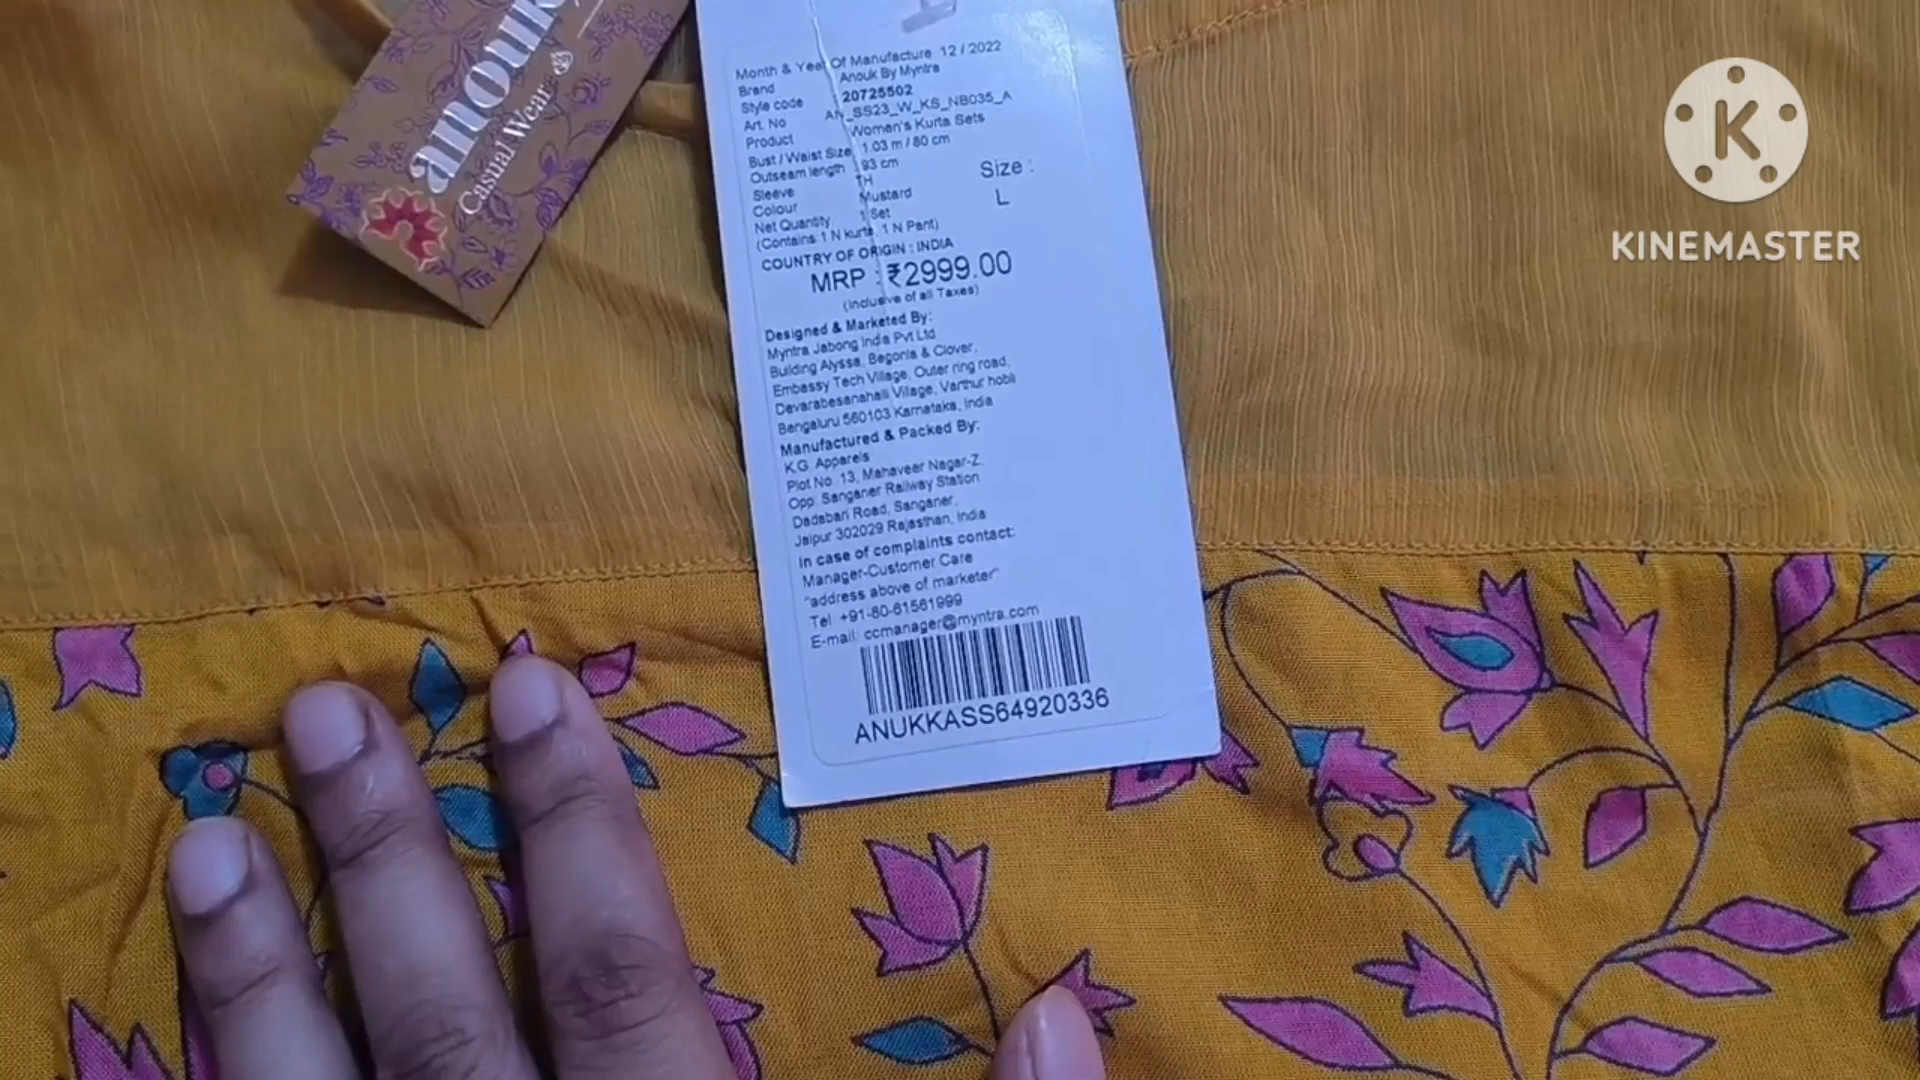 anouk
Casual Wear
Month & Year Of Manufacture 12 / 2022
Brand Anouk By Myntra
Style code : 20725502
Art. No AN_SS23_W_KS_NB035_A
Product Women's Kurta Sets
Bust / Waist Size 1.03 m / 80 cm
Outseam length 93 cm
Sleeve TH
Colour Mustard
Net Quantity 1 Set
(Contains 1 N kurta, 1 N Pant)
Size :
L
COUNTRY OF ORIGIN : INDIA
MRP : ₹2999.00
(Inclusive of all Taxes)
Designed & Marketed By:
Myntra Jabong India Pvt Ltd
Building Alyssa, Begonia & Clover,
Embassy Tech Village, Outer ring road,
Devarabesanahalli Village, Varthur hobli
Bengaluru 560103 Karnataka, India
Manufactured & Packed By:
K.G. Apparels
Plot No. 13, Mahaveer Nagar-Z,
Opp. Sanganer Railway Station
Dadabari Road, Sanganer,
Jaipur 302029 Rajasthan, India
In case of complaints contact:
Manager-Customer Care
"address above of marketer"
Tel +91-80-61561999
E-mail: ccmanager@myntra.com
ANUKKASS64920336
K
KINEMASTER